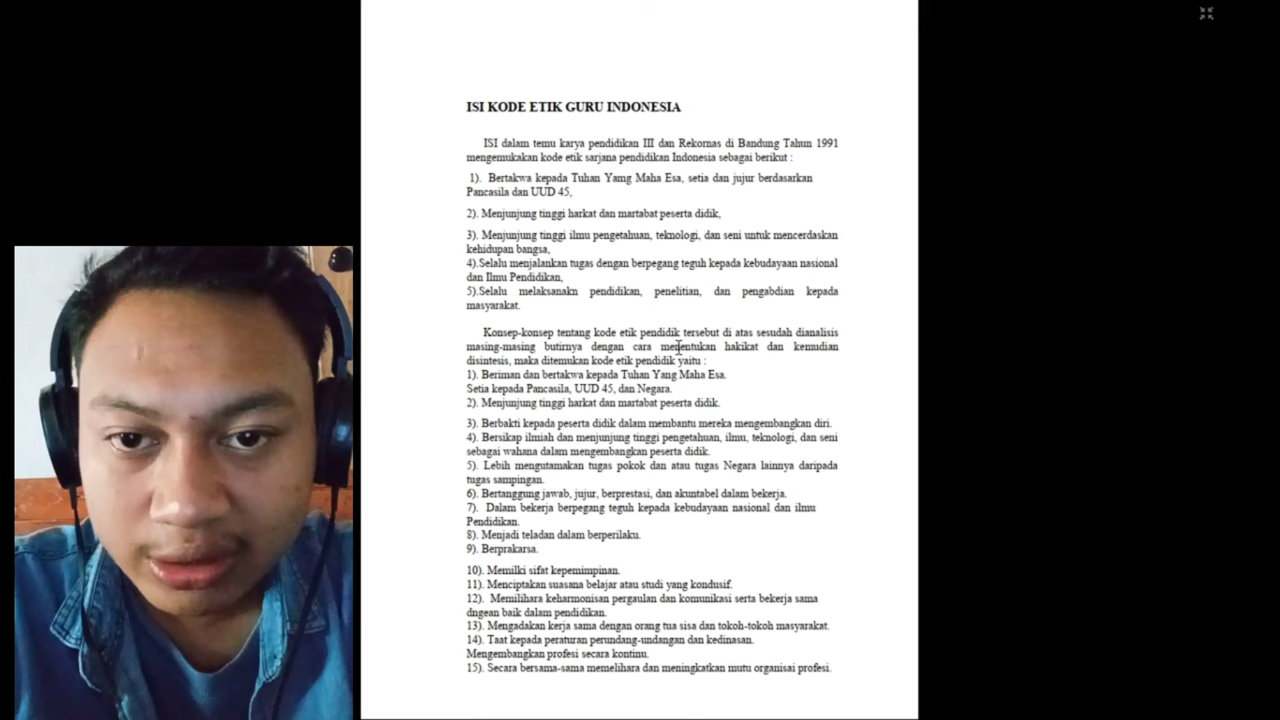 ISI KODE ETIK GURU INDONESIA
ISI dalam temu karya pendidikan III dan Rekornas di Bandung Tahun 1991
mengemukakan kode etik sarjana pendidikan Indonesia sebagai berikut :
1). Bertakwa kepada Tuhan Yamg Maha Esa, setia dan jujur berdasarkan
Pancasila dan UUD 45,
2). Menjunjung tinggi harkat dan martabat peserta didik,
3). Menjunjung tinggi ilmu pengetahuan, teknologi, dan seni untuk mencerdaskan
kehidupan bangsa,
4).Selalu menjalankan tugas dengan berpegang teguh kepada kebudayaan nasional
dan Ilmu Pendidikan,
5).Selalu melaksanakn pendidikan, penelitian, dan pengabdian kepada
masyarakat.
Konsep-konsep tentang kode etik pendidik tersebut di atas sesudah dianalisis
masing-masing butirnya dengan cara menentukan hakikat dan kemudian
disintesis, maka ditemukan kode etik pendidik yaitu :
1). Beriman dan bertakwa kepada Tuhan Yang Maha Esa.
Setia kepada Pancasila, UUD 45, dan Negara.
2). Menjunjung tinggi harkat dan martabat peserta didik.
3). Berbakti kepada peserta didik dalam membantu mereka mengembangkan diri.
4). Bersikap ilmiah dan menjunjung tinggi pengetahuan, ilmu, teknologi, dan seni
sebagai wahana dalam mengembangkan peserta didik.
5). Lebih mengutamakan tugas pokok dan atau tugas Negara lainnya daripada
tugas sampingan.
6). Bertanggung jawab, jujur, berprestasi, dan akuntabel dalam bekerja.
7). Dalam bekerja berpegang teguh kepada kebudayaan nasional dan ilmu
Pendidikan.
8). Menjadi teladan dalam berperilaku.
9). Berprakarsa.
10). Memilki sifat kepemimpinan.
11). Menciptakan suasana belajar atau studi yang kondusif.
12). Memilihara keharmonisan pergaulan dan komunikasi serta bekerja sama
dngean baik dalam pendidikan.
13). Mengadakan kerja sama dengan orang tua sisa dan tokoh-tokoh masyarakat.
14). Taat kepada peraturan perundang-undangan dan kedinasan.
Mengembangkan profesi secara kontinu.
15). Secara bersama-sama memelihara dan meningkatkan mutu organisai profesi.